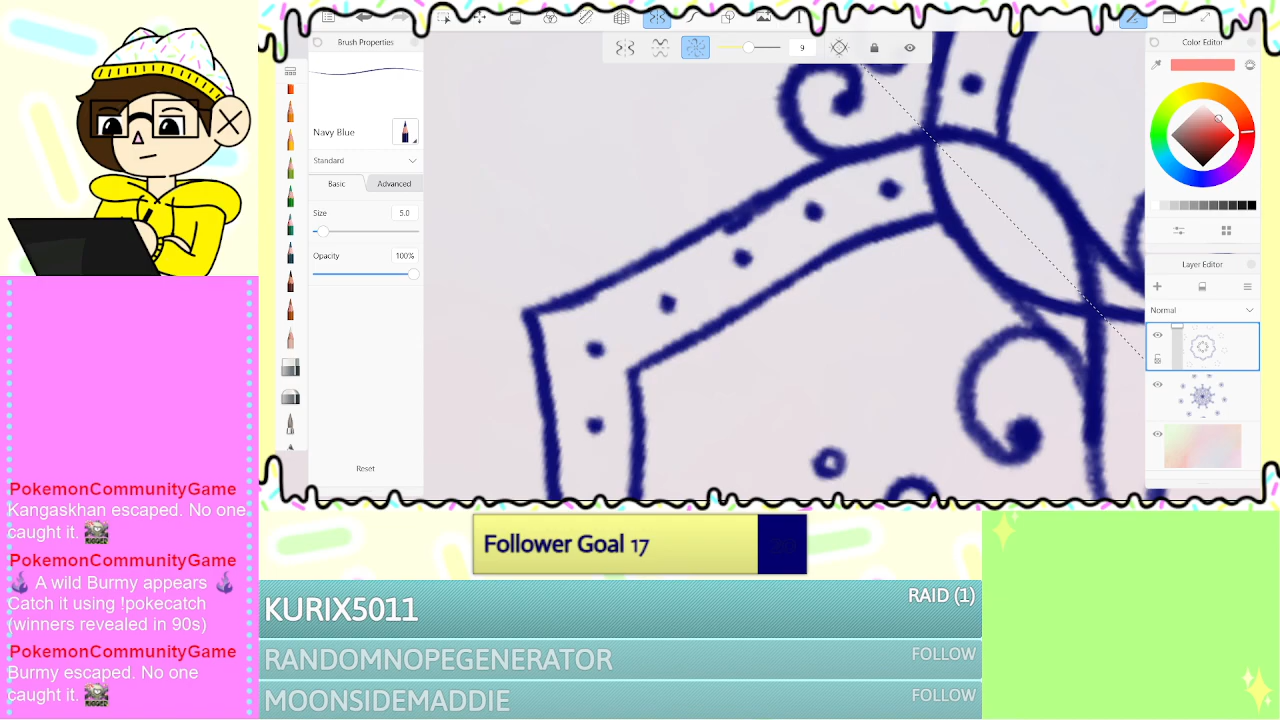 Brush Properties
Navy Blue
Standard
Basic
Advanced
Size
5.0
Opacity
100%
Reset
9
Color Editor
Layer Editor
Normal
PokemonCommunityGame
Kangaskhan escaped. No one
caught it.
PokemonCommunityGame
A wild Burmy appears
Catch it using !pokecatch
(winners revealed in 90s)
PokemonCommunityGame
Burmy escaped. No one
caught it.
Follower Goal 17
KURIX5011
RAID (1)
RANDOMNOPEGENERATOR
FOLLOW
MOONSIDEMADDIE
FOLLOW